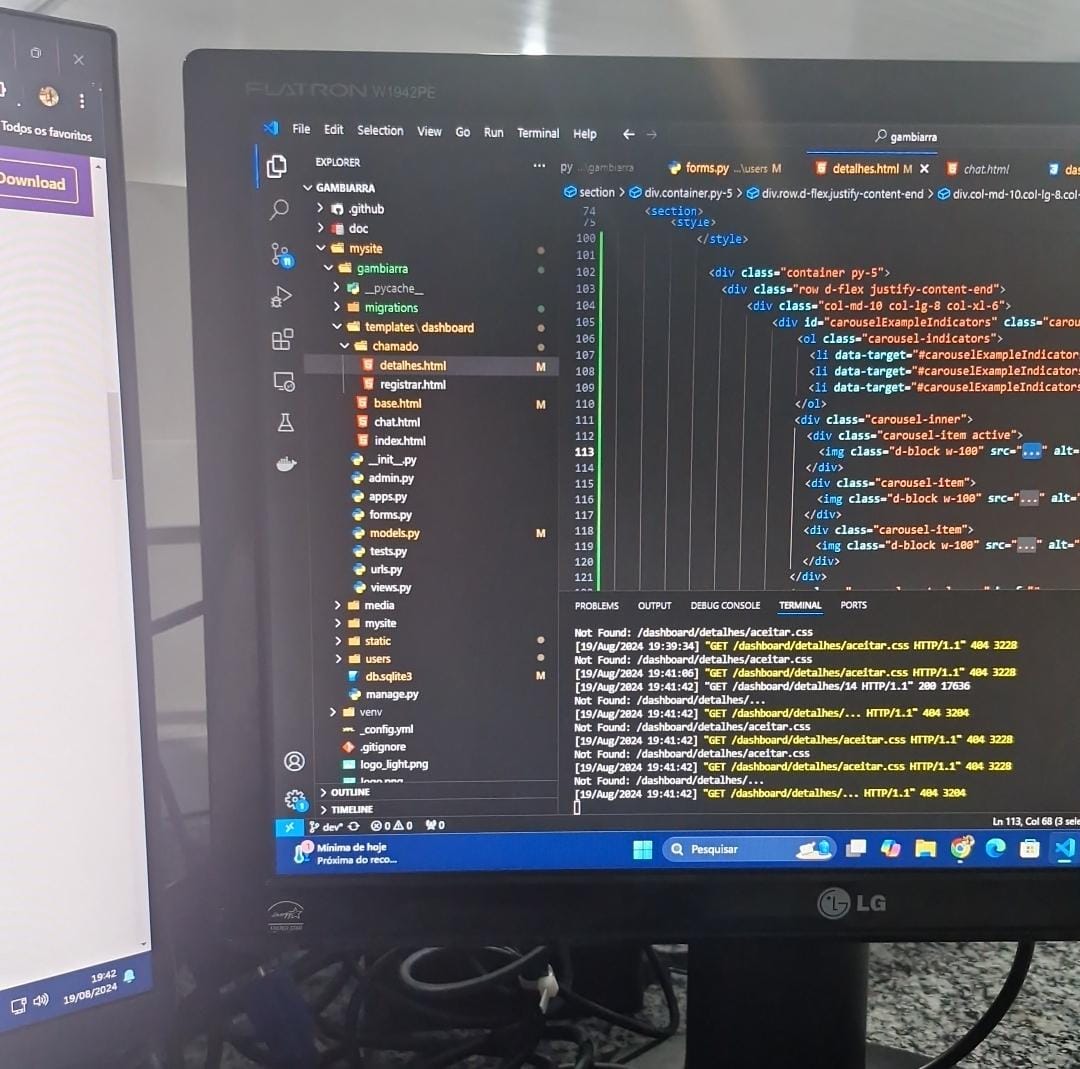 Todos os favoritos
Download
19:42
19/08/2024
FLATRON W1942PE
File Edit Selection View Go Run Terminal Help
gambiarra
EXPLORER
GAMBIARRA
.github
doc
mysite
gambiarra
__pycache__
migrations
templates \ dashboard
chamado
detalhes.html M
registrar.html
base.html M
chat.html
index.html
__init__.py
admin.py
apps.py
forms.py
models.py M
tests.py
urls.py
views.py
media
mysite
static
users
db.sqlite3 M
manage.py
venv
_config.yml
.gitignore
logo_light.png
logo.png
OUTLINE
TIMELINE
11
1
py ...\gambiarra forms.py ...\users M detalhes.html M chat.html das
section > div.container.py-5 > div.row.d-flex.justify-content-end > div.col-md-10.col-lg-8.col-
74 <section>
75 <style>
100 </style>
101
102 <div class="container py-5">
103 <div class="row d-flex justify-content-end">
104 <div class="col-md-10 col-lg-8 col-xl-6">
105 <div id="carouselExampleIndicators" class="carou
106 <ol class="carousel-indicators">
107 <li data-target="#carouselExampleIndicator
108 <li data-target="#carouselExampleIndicators
109 <li data-target="#carouselExampleIndicators
110 </ol>
111 <div class="carousel-inner">
112 <div class="carousel-item active">
113 <img class="d-block w-100" src="..." alt=
114 </div>
115 <div class="carousel-item">
116 <img class="d-block w-100" src="..." alt=
117 </div>
118 <div class="carousel-item">
119 <img class="d-block w-100" src="..." alt=
120 </div>
121 </div>
PROBLEMS OUTPUT DEBUG CONSOLE TERMINAL PORTS
Not Found: /dashboard/detalhes/aceitar.css
[19/Aug/2024 19:39:34] "GET /dashboard/detalhes/aceitar.css HTTP/1.1" 404 3228
Not Found: /dashboard/detalhes/aceitar.css
[19/Aug/2024 19:41:06] "GET /dashboard/detalhes/aceitar.css HTTP/1.1" 404 3228
[19/Aug/2024 19:41:42] "GET /dashboard/detalhes/14 HTTP/1.1" 200 17636
Not Found: /dashboard/detalhes/...
[19/Aug/2024 19:41:42] "GET /dashboard/detalhes/... HTTP/1.1" 404 3204
Not Found: /dashboard/detalhes/aceitar.css
[19/Aug/2024 19:41:42] "GET /dashboard/detalhes/aceitar.css HTTP/1.1" 404 3228
Not Found: /dashboard/detalhes/aceitar.css
[19/Aug/2024 19:41:42] "GET /dashboard/detalhes/aceitar.css HTTP/1.1" 404 3228
Not Found: /dashboard/detalhes/...
[19/Aug/2024 19:41:42] "GET /dashboard/detalhes/... HTTP/1.1" 404 3204
dev* 0 0 0 Ln 113, Col 68 (3 sele
1
Mínima de hoje
Próxima do reco...
Pesquisar
LG
ENERGY STAR